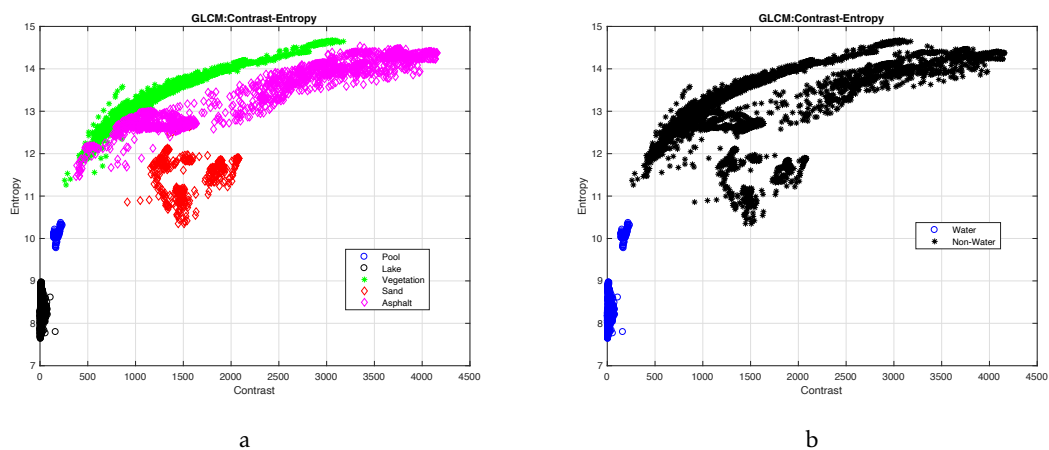 GLCM:Contrast-Entropy
15
14
13
12
11
10
9
8
7
Entropy
0 500 1000 1500 2000 2500 3000 3500 4000 4500
Contrast
Pool
Lake
Vegetation
Sand
Asphalt
a
GLCM:Contrast-Entropy
15
14
13
12
11
10
9
8
7
Entropy
0 500 1000 1500 2000 2500 3000 3500 4000 4500
Contrast
Water
Non-Water
b